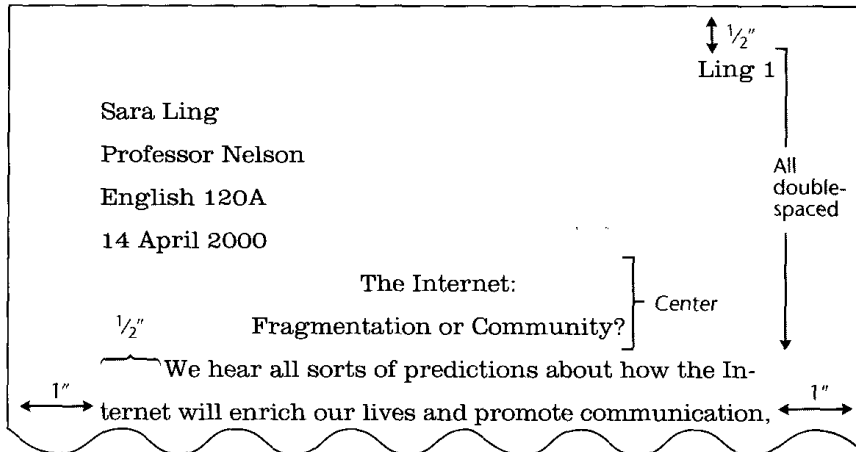 ½"
Ling 1
Sara Ling
Professor Nelson
English 120A
14 April 2000
All
double-
spaced
The Internet:
Fragmentation or Community?
Center
½"
We hear all sorts of predictions about how the In-
1"
ternet will enrich our lives and promote communication,
1"